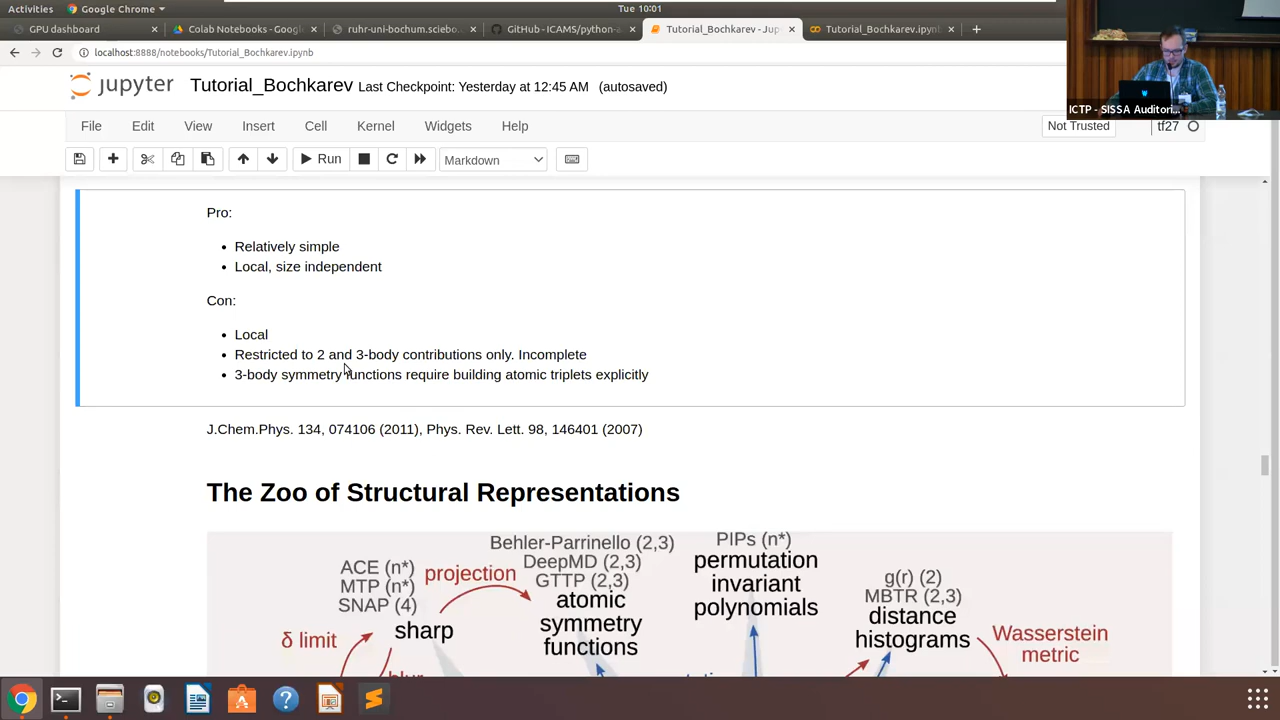 Activities
Google Chrome
Tue 10:01
GPU dashboard
Colab Notebooks - Goog
ruhr-uni-bochum.sciebo.
GitHub - ICAMS/python-a
Tutorial_Bochkarev - Jup
Tutorial_Bochkarev.ipynb
localhost:8888/notebooks/Tutorial_Bochkarev.ipynb
jupyter
Tutorial_Bochkarev Last Checkpoint: Yesterday at 12:45 AM (autosaved)
ICTP - SISSA Auditori...
File Edit View Insert Cell Kernel Widgets Help
Not Trusted
tf27
Run
Markdown
Pro:
Relatively simple
Local, size independent
Con:
Local
Restricted to 2 and 3-body contributions only. Incomplete
3-body symmetry functions require building atomic triplets explicitly
J.Chem.Phys. 134, 074106 (2011), Phys. Rev. Lett. 98, 146401 (2007)
The Zoo of Structural Representations
ACE (n*)
MTP (n*)
SNAP (4)
sharp
δ limit
projection
Behler-Parrinello (2,3)
DeepMD (2,3)
GTTP (2,3)
atomic
symmetry
functions
PIPs (n*)
permutation
invariant
polynomials
g(r) (2)
MBTR (2,3)
distance
histograms
Wasserstein
metric